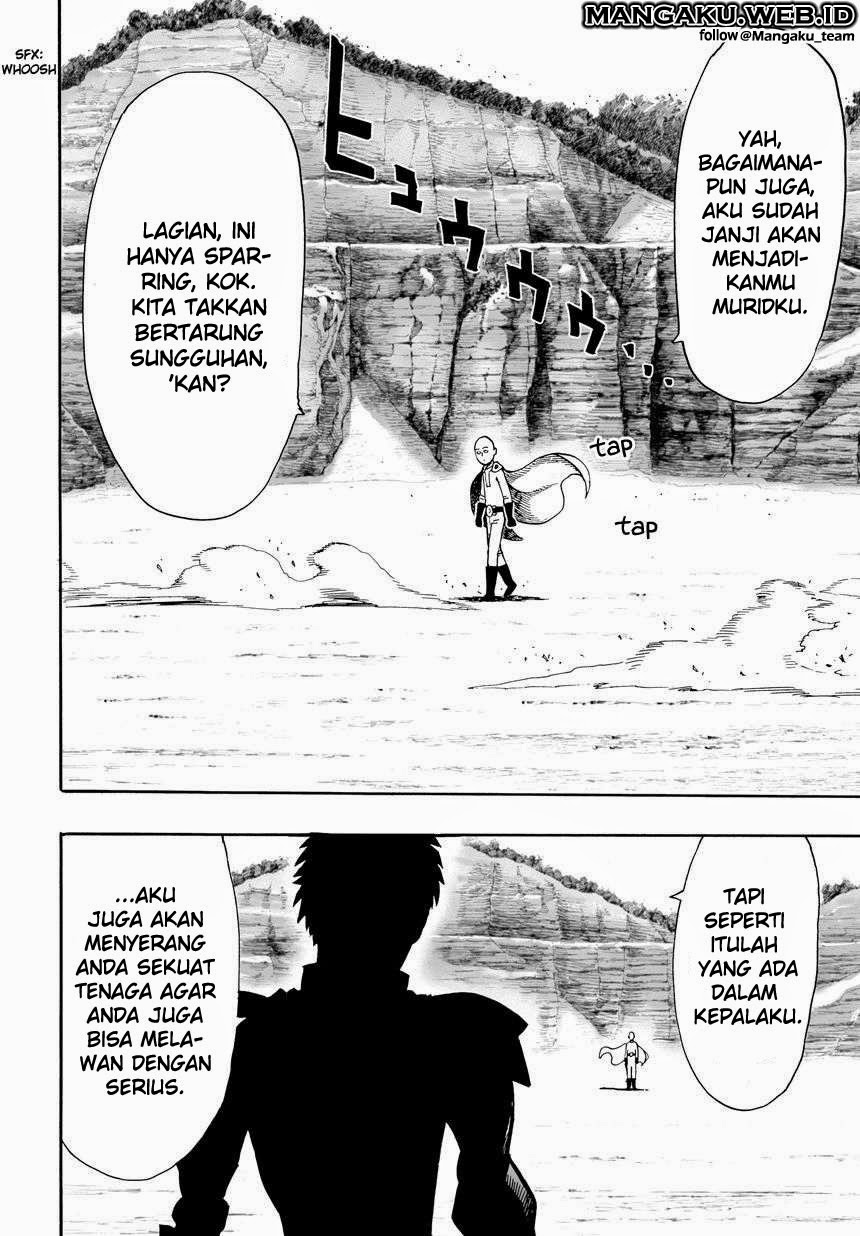 MANGAKU.WEB.ID
follow @Mangaku_team
SFX:
WHOOSH
ヒュウウウ...
YAH,
BAGAIMANA-
PUN JUGA,
AKU SUDAH
JANJI AKAN
MENJADI-
KANMU
MURIDKU.
LAGIAN, INI
HANYA SPAR-
RING, KOK.
KITA TAKKAN
BERTARUNG
SUNGGUHAN,
'KAN?
tap
tap
TAPI
SEPERTI
ITULAH
YANG ADA
DALAM
KEPALAKU.
...AKU
JUGA AKAN
MENYERANG
ANDA SEKUAT
TENAGA AGAR
ANDA JUGA
BISA MELA-
WAN DENGAN
SERIUS.